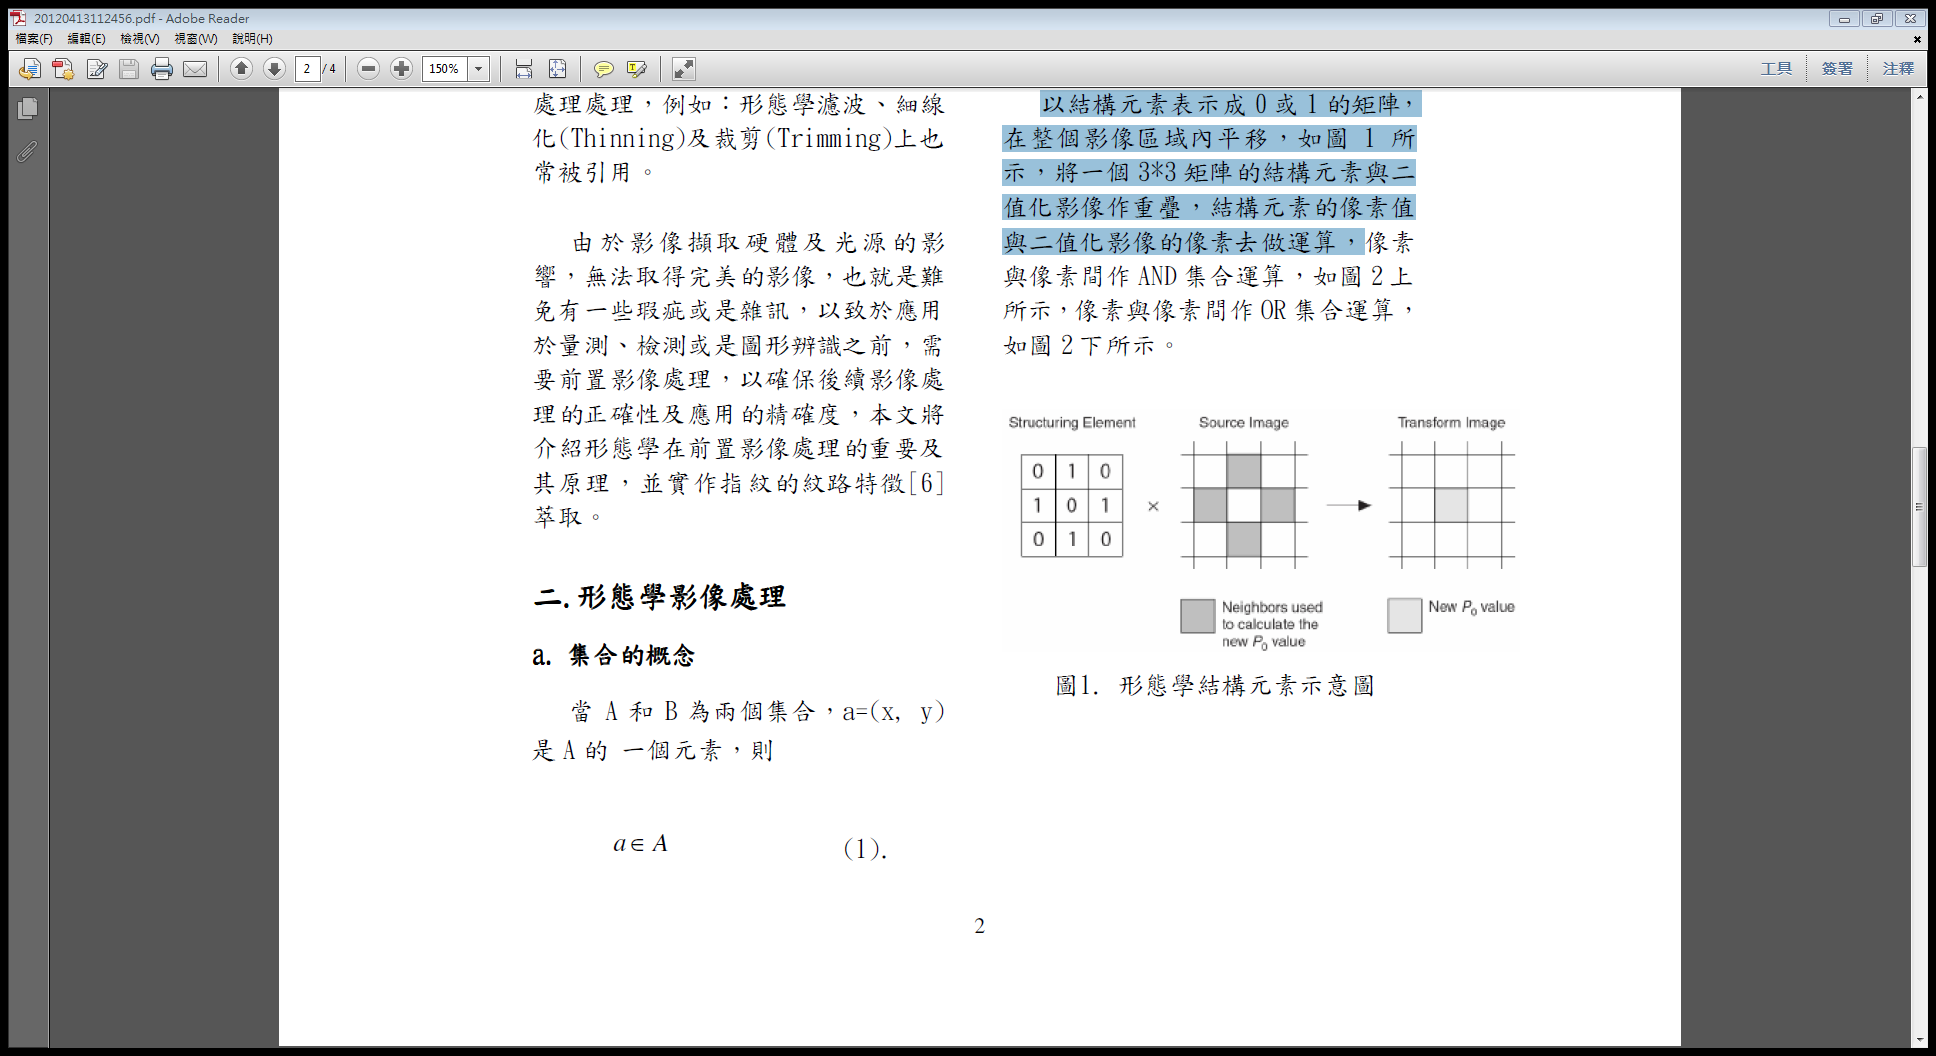 20120413112456.pdf - Adobe Reader
檔案(F) 編輯(E) 檢視(V) 視窗(W) 說明(H)
2 / 4 150% 工具 簽署 注釋
處理處理，例如：形態學濾波、細線
化(Thinning)及裁剪(Trimming)上也
常被引用。
由於影像擷取硬體及光源的影
響，無法取得完美的影像，也就是難
免有一些瑕疵或是雜訊，以致於應用
於量測、檢測或是圖形辨識之前，需
要前置影像處理，以確保後續影像處
理的正確性及應用的精確度，本文將
介紹形態學在前置影像處理的重要及
其原理，並實作指紋的紋路特徵[6]
萃取。
二.形態學影像處理
a. 集合的概念
當 A 和 B 為兩個集合，a=(x, y)
是 A 的 一個元素，則
a ∈ A (1).
以結構元素表示成 0 或 1 的矩陣，
在整個影像區域內平移，如圖 1 所
示，將一個 3*3 矩陣的結構元素與二
值化影像作重疊，結構元素的像素值
與二值化影像的像素去做運算，像素
與像素間作 AND 集合運算，如圖 2 上
所示，像素與像素間作 OR 集合運算，
如圖 2 下所示。
Structuring Element Source Image Transform Image
0 1 0
1 0 1 ×
0 1 0
Neighbors used
to calculate the
new P0 value
New P0 value
圖1. 形態學結構元素示意圖
2